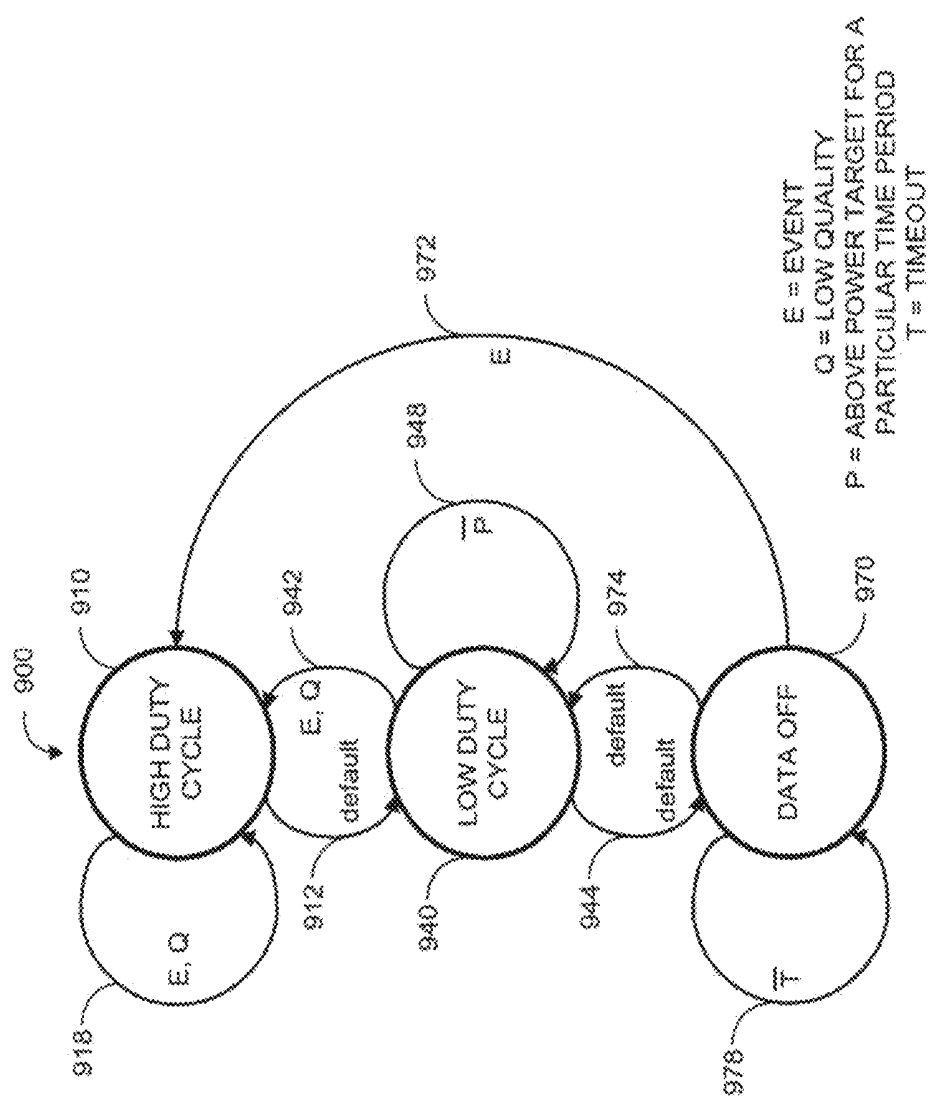 900
910
HIGH DUTY
CYCLE
918
E, Q
912
default
E, Q
942
940
LOW DUTY
CYCLE
P̅
948
972
E
944
default
default
974
DATA OFF
970
978
T̅
E = EVENT
Q = LOW QUALITY
P = ABOVE POWER TARGET FOR A
PARTICULAR TIME PERIOD
T = TIMEOUT